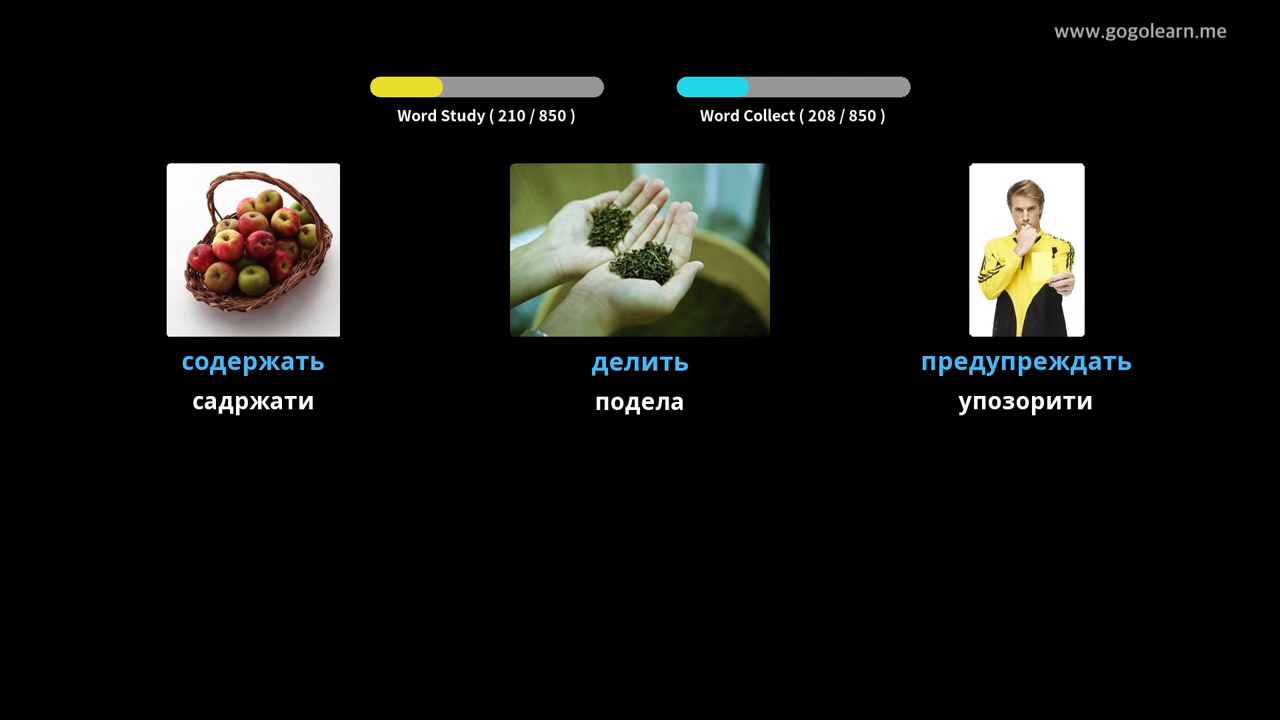 www.gogolearn.me
Word Study ( 210 / 850 )
Word Collect ( 208 / 850 )
содержать
делить
предупреждать
садржати
подела
упозорити